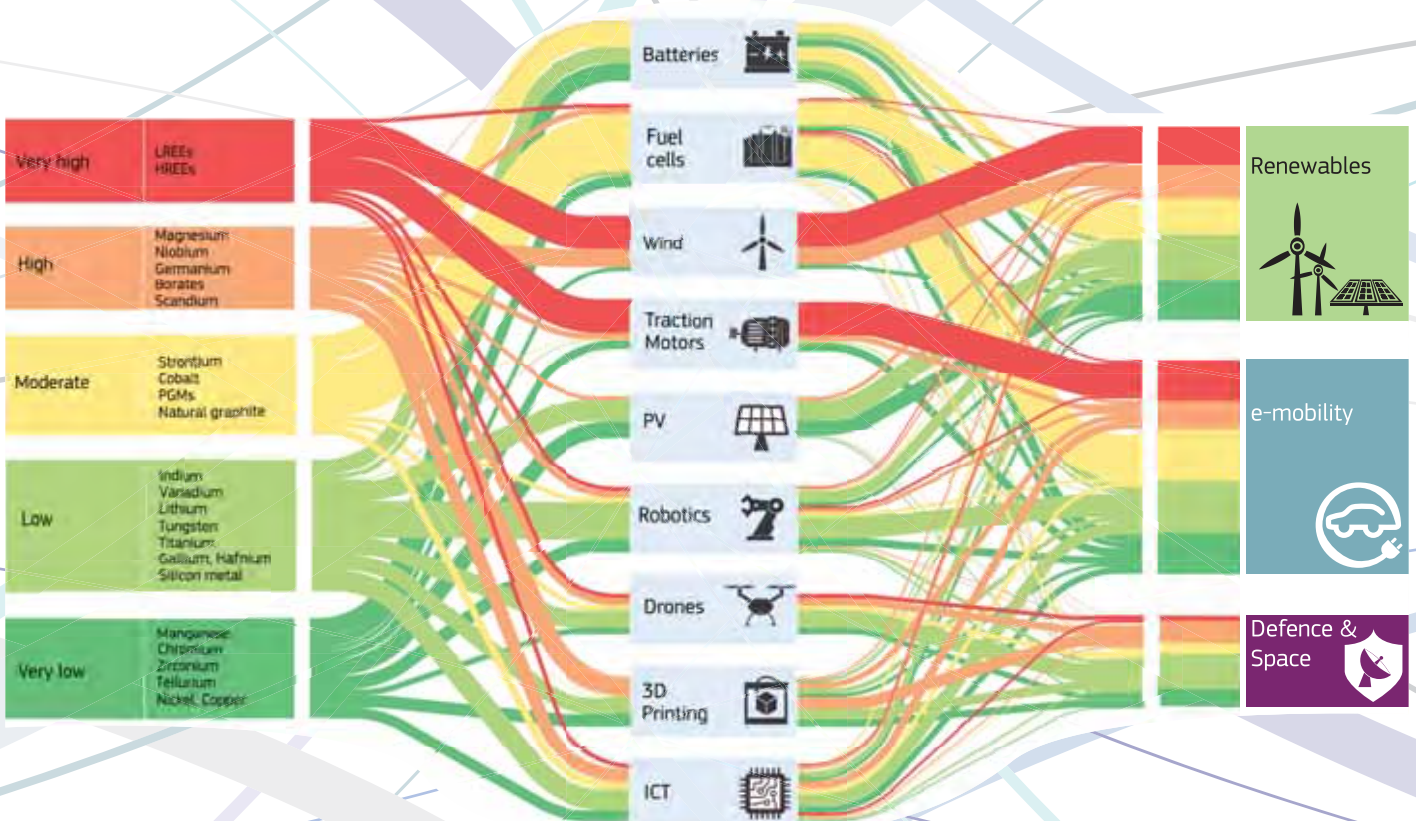 Very high
LREEs
HREEs
High
Magnesium
Niobium
Germanium
Borates
Scandium
Moderate
Strontium
Cobalt
PGMs
Natural graphite
Low
Indium
Vanadium
Lithium
Tungsten
Titanium
Gallium, Hafnium
Silicon metal
Very low
Manganese
Chromium
Zirconium
Tellurium
Nickel, Copper
Batteries
Fuel
cells
Wind
Traction
Motors
PV
Robotics
Drones
3D
Printing
ICT
Renewables
e-mobility
Defence &
Space